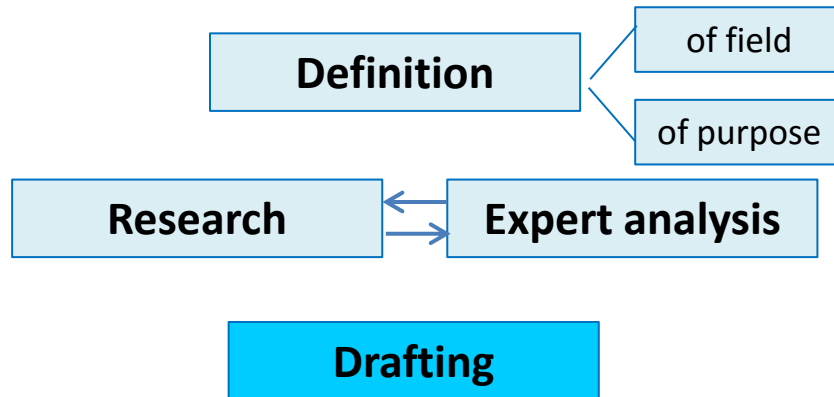 of field
Definition
of purpose
Research
Expert analysis
Drafting